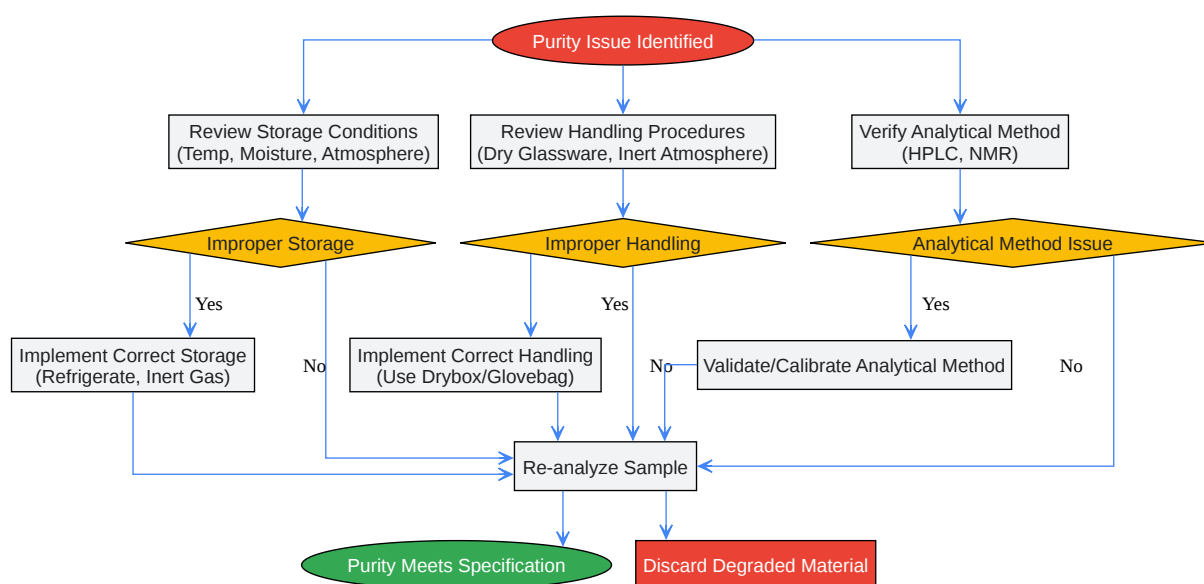 Purity Issue Identified
Review Storage Conditions
(Temp, Moisture, Atmosphere)
Review Handling Procedures
(Dry Glassware, Inert Atmosphere)
Verify Analytical Method
(HPLC, NMR)
Improper Storage
Improper Handling
Analytical Method Issue
Yes
Yes
Yes
Implement Correct Storage
(Refrigerate, Inert Gas)
No
Implement Correct Handling
(Use Drybox/Glovebag)
No
Validate/Calibrate Analytical Method
No
Re-analyze Sample
Purity Meets Specification
Discard Degraded Material